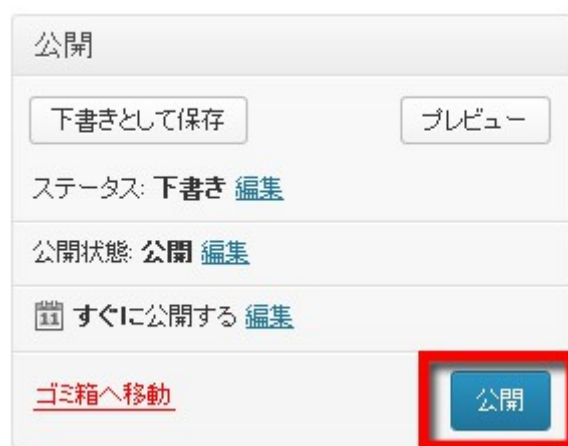 公開
下書きとして保存 プレビュー
ステータス: 下書き 編集
公開状態: 公開 編集
11 すぐに公開する 編集
ゴミ箱へ移動 公開